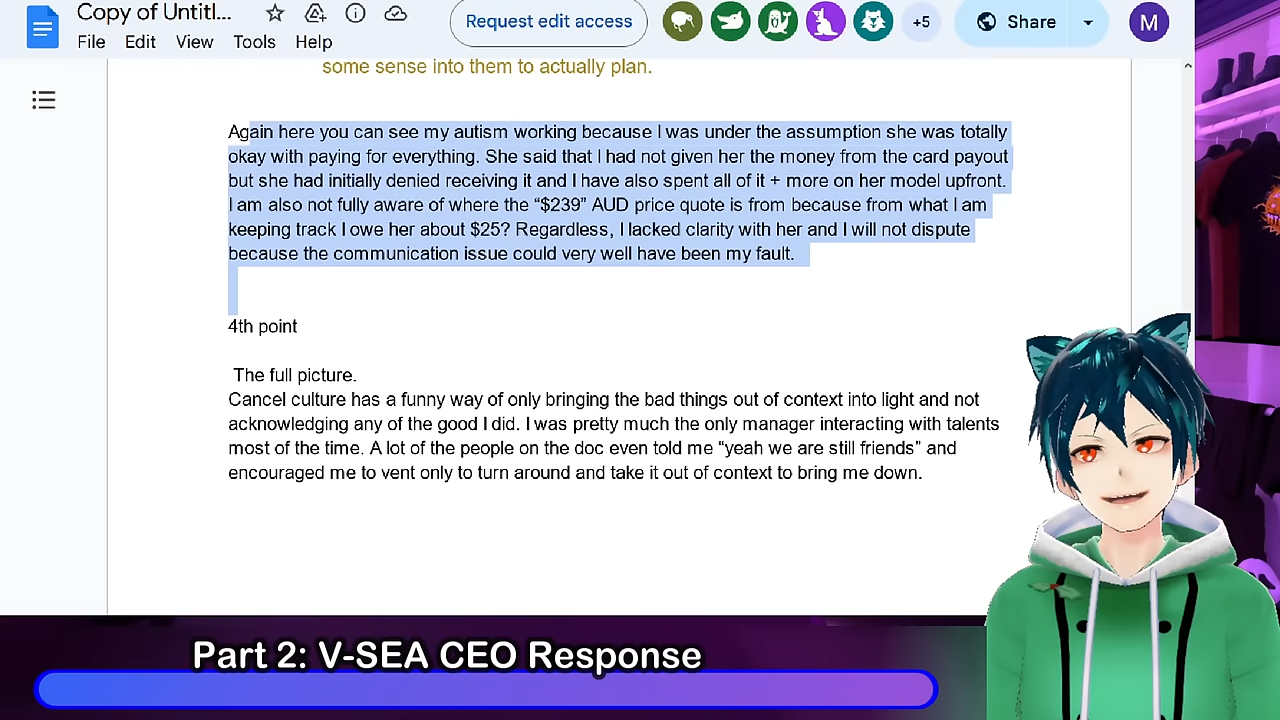 Copy of Untitl...
Request edit access
+5
Share
M
File Edit View Tools Help
some sense into them to actually plan.
Again here you can see my autism working because I was under the assumption she was totally
okay with paying for everything. She said that I had not given her the money from the card payout
but she had initially denied receiving it and I have also spent all of it + more on her model upfront.
I am also not fully aware of where the “$239” AUD price quote is from because from what I am
keeping track I owe her about $25? Regardless, I lacked clarity with her and I will not dispute
because the communication issue could very well have been my fault.
4th point
The full picture.
Cancel culture has a funny way of only bringing the bad things out of context into light and not
acknowledging any of the good I did. I was pretty much the only manager interacting with talents
most of the time. A lot of the people on the doc even told me “yeah we are still friends” and
encouraged me to vent only to turn around and take it out of context to bring me down.
Part 2: V-SEA CEO Response